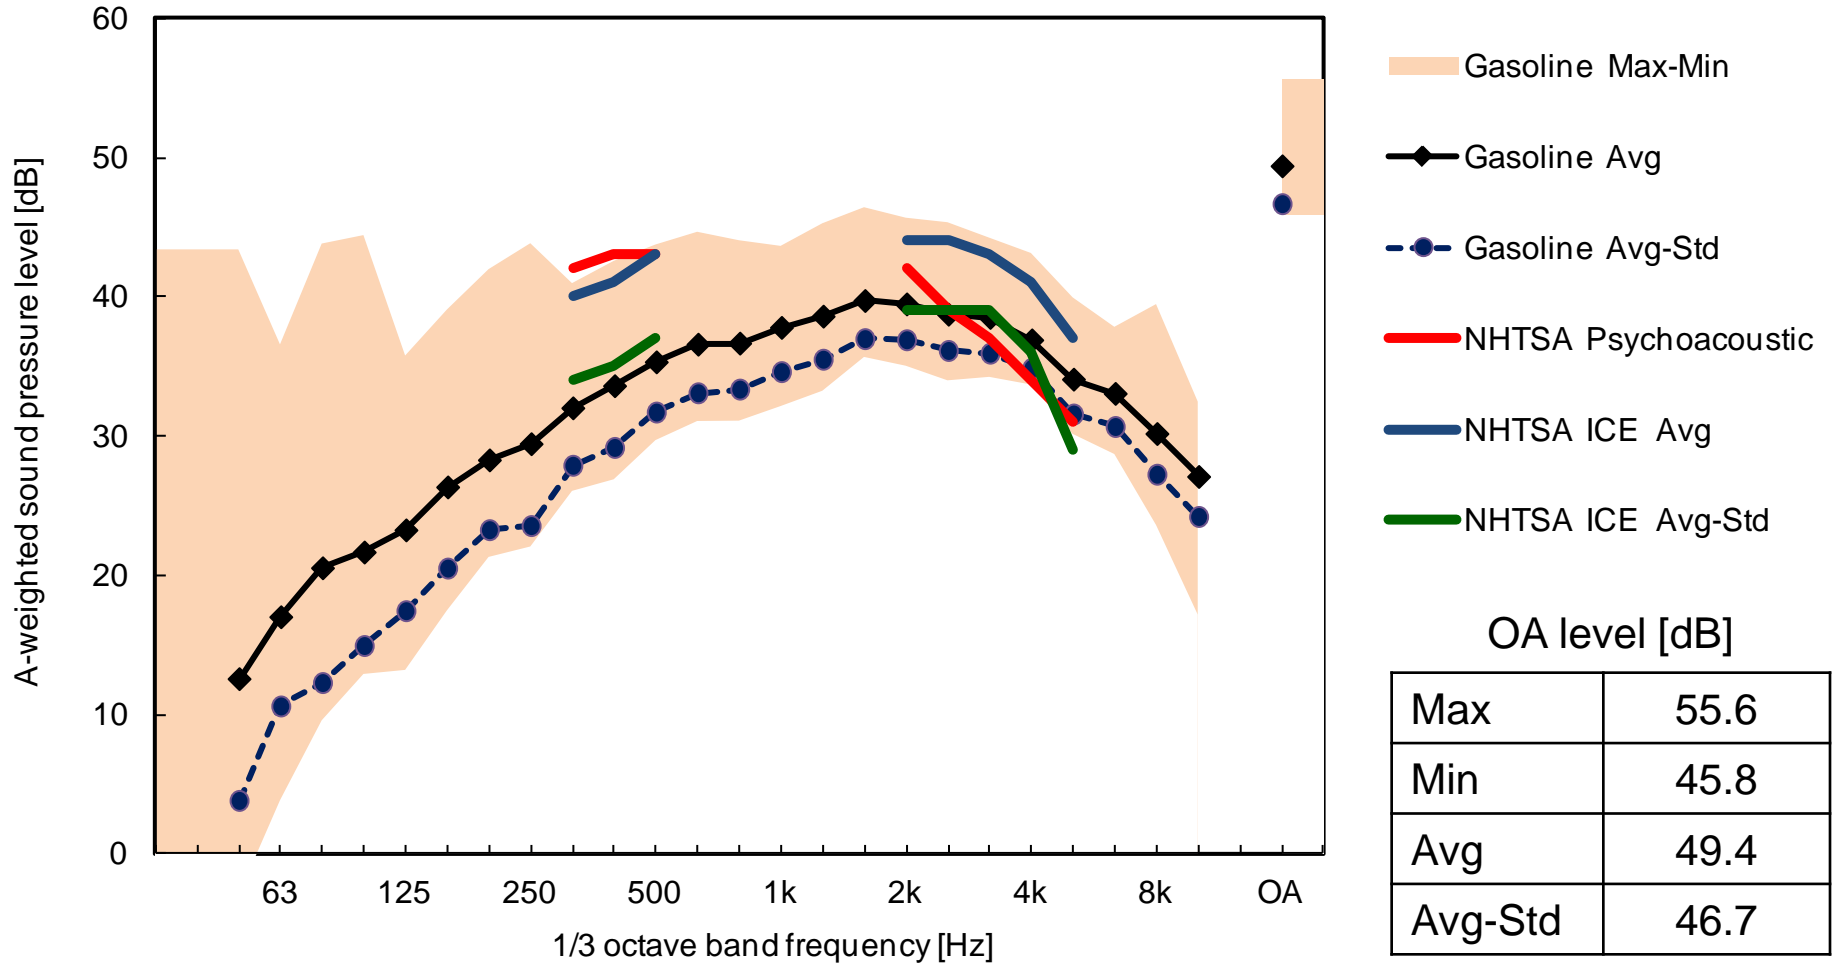 60
50
40
30
20
10
0
A-weighted sound pressure level [dB]
63 125 250 500 1k 2k 4k 8k OA
1/3 octave band frequency [Hz]
Gasoline Max-Min
Gasoline Avg
Gasoline Avg-Std
NHTSA Psychoacoustic
NHTSA ICE Avg
NHTSA ICE Avg-Std
OA level [dB]
Max 55.6
Min 45.8
Avg 49.4
Avg-Std 46.7